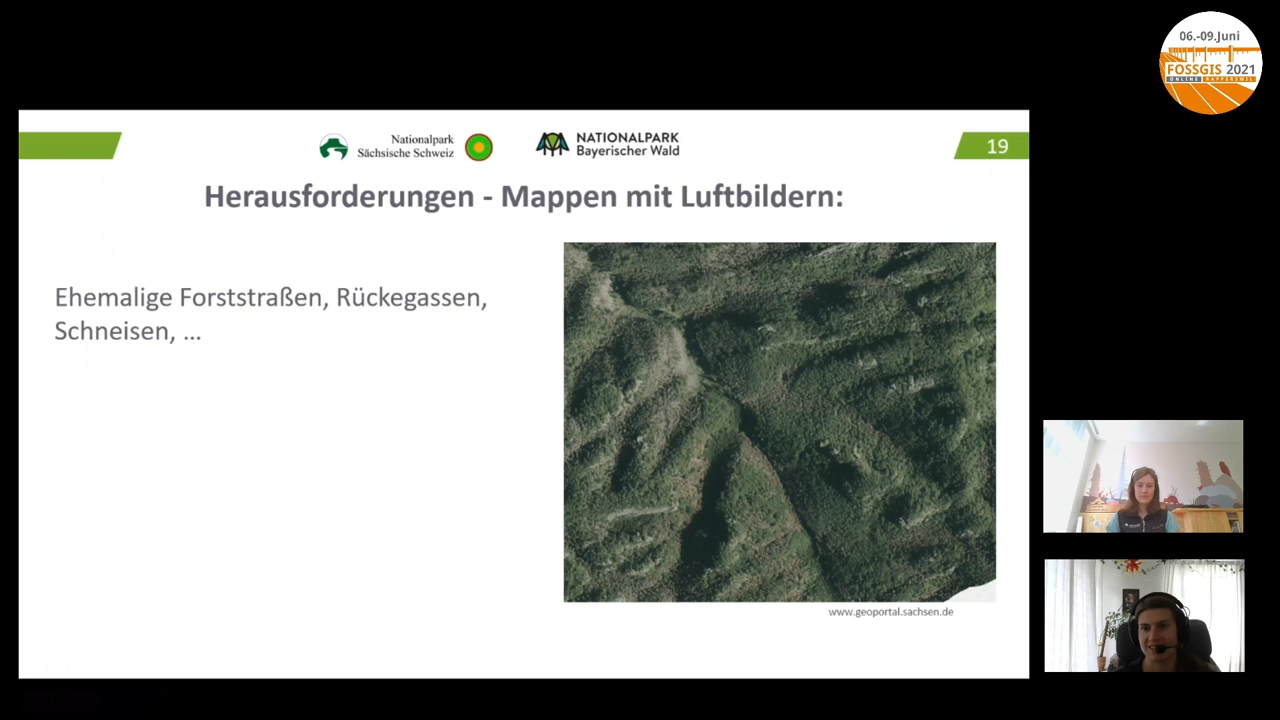 06.-09.Juni
FOSSGIS 2021
ONLINE RAPPERSWIL
Nationalpark
Sächsische Schweiz
NATIONALPARK
Bayerischer Wald
19
Herausforderungen - Mappen mit Luftbildern:
Ehemalige Forststraßen, Rückegassen,
Schneisen, ...
www.geoportal.sachsen.de